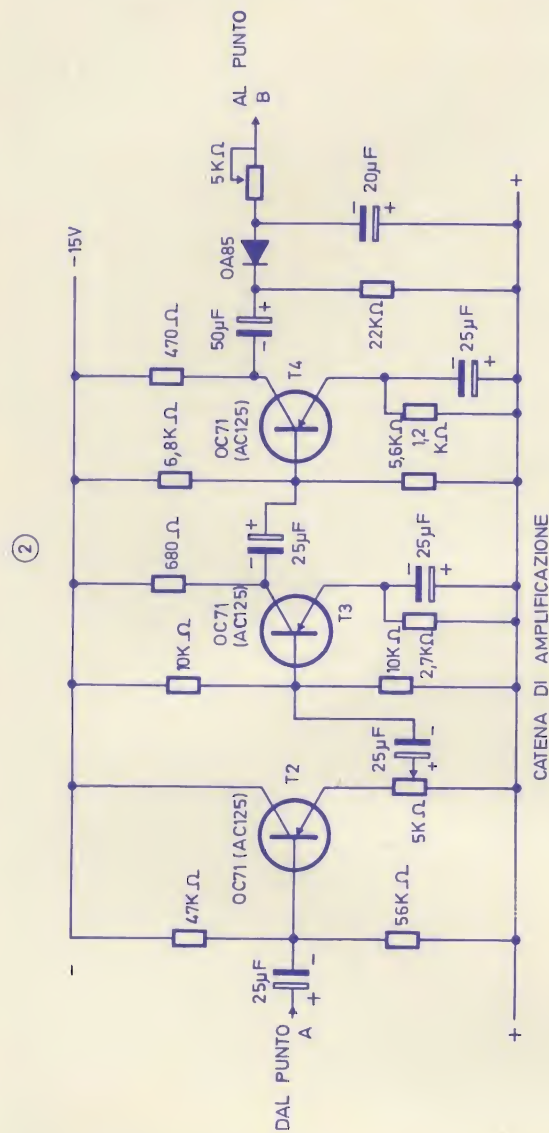 2
-
-15V
47KΩ
10KΩ
680Ω
6,8KΩ
470Ω
OC71 (AC125)
T2
OC71
(AC125)
T3
OC71
(AC125)
T4
50µF
-
+
OA85
5KΩ
AL PUNTO
B
DAL PUNTO
A
25µF
+
-
25µF
+
-
25µF
-
+
56KΩ
5KΩ
10KΩ
2,7KΩ
25µF
-
+
5,6KΩ
1,2
KΩ
25µF
-
+
22KΩ
20µF
-
+
+
+
CATENA DI AMPLIFICAZIONE